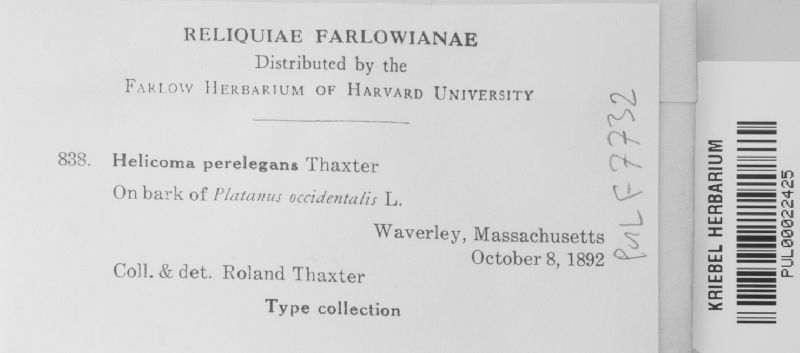 RELIQUIAE FARLOWIANAE
Distributed by the
FARLOW HERBARIUM OF HARVARD UNIVERSITY
838. Helicoma perelegans Thaxter
On bark of Platanus occidentalis L.
Waverley, Massachusetts
October 8, 1892
Coll. & det. Roland Thaxter
Type collection
PUL F 7732
KRIEBEL HERBARIUM
PUL00022425